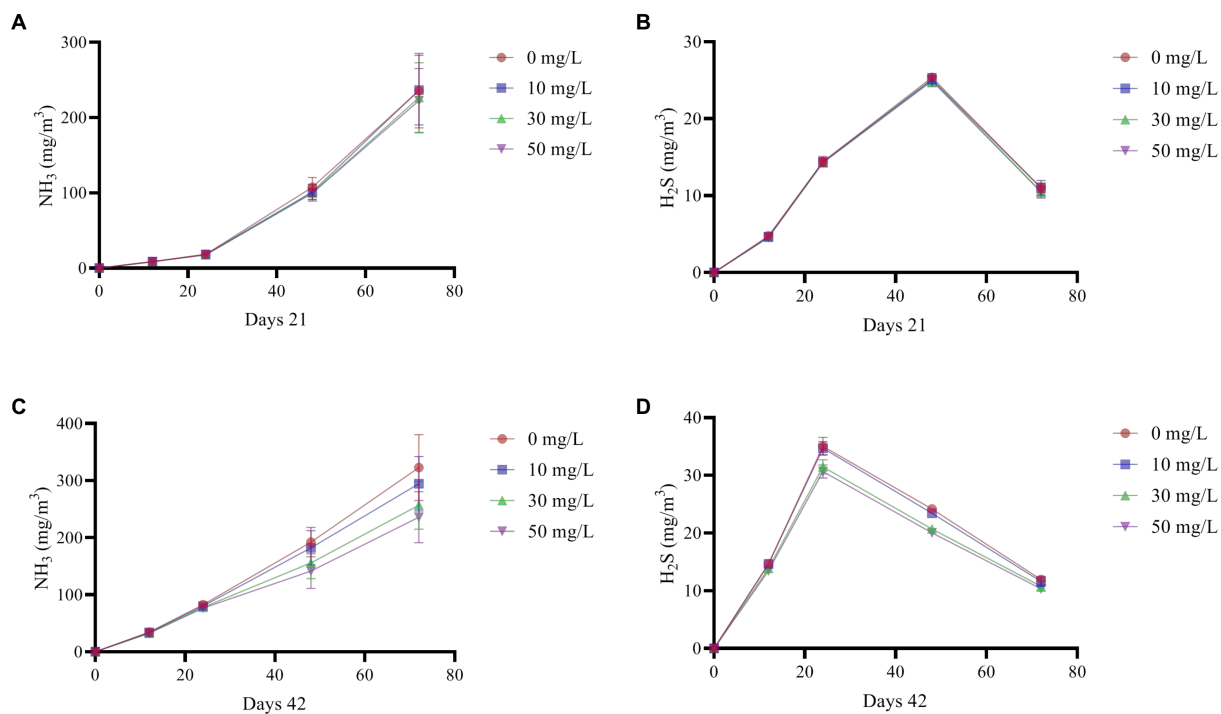 A
NH₃ (mg/m³)
300
200
100
0
0 20 40 60 80
Days 21
0 mg/L
10 mg/L
30 mg/L
50 mg/L
B
H₂S (mg/m³)
30
20
10
0
0 20 40 60 80
Days 21
0 mg/L
10 mg/L
30 mg/L
50 mg/L
C
NH₃ (mg/m³)
400
300
200
100
0
0 20 40 60 80
Days 42
0 mg/L
10 mg/L
30 mg/L
50 mg/L
D
H₂S (mg/m³)
40
30
20
10
0
0 20 40 60 80
Days 42
0 mg/L
10 mg/L
30 mg/L
50 mg/L